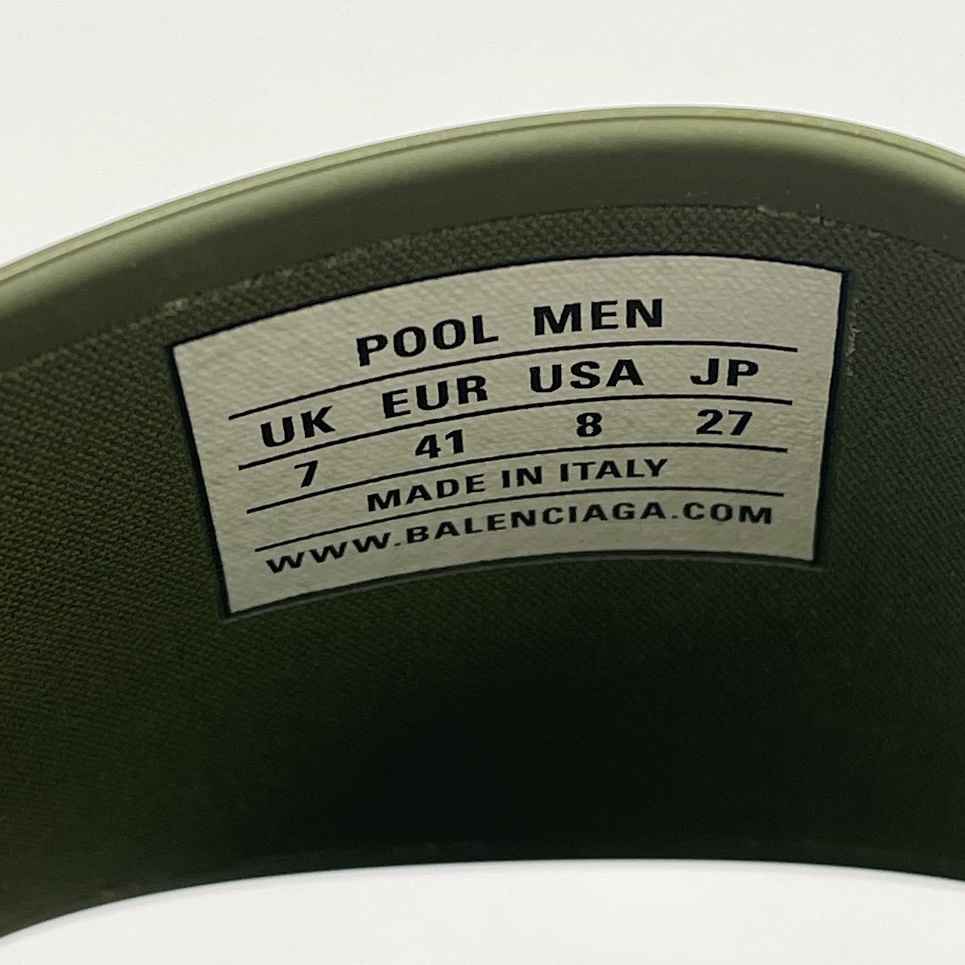 POOL MEN
UK EUR USA JP
7 41 8 27
MADE IN ITALY
WWW.BALENCIAGA.COM